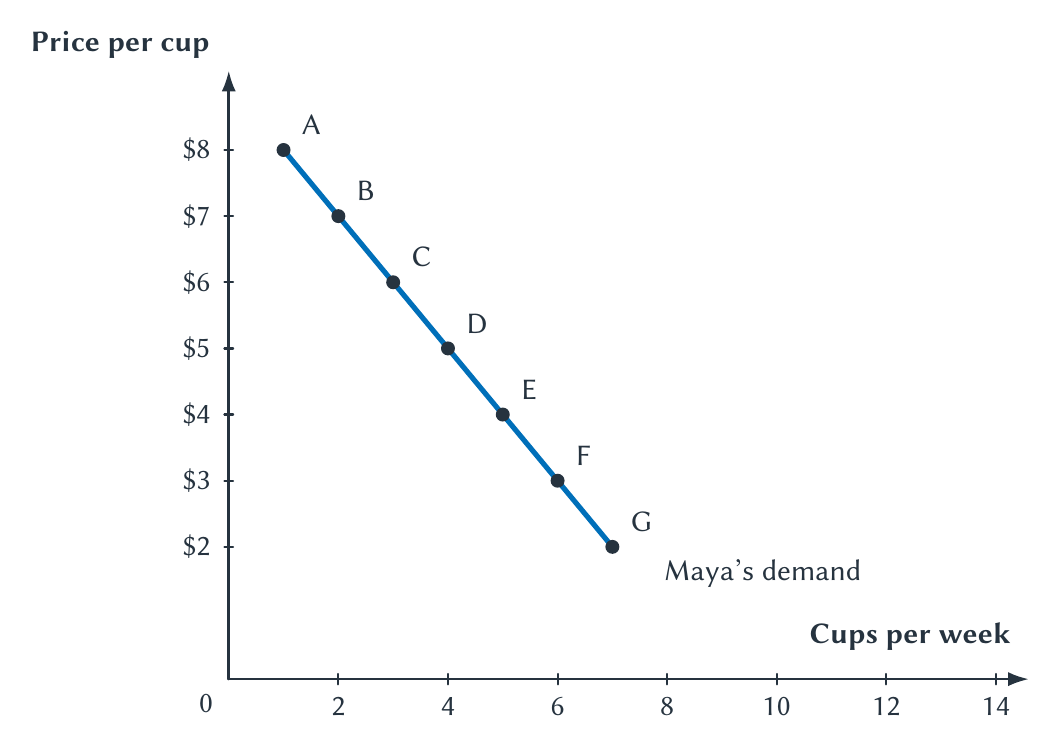 Price per cup
A
$8
B
$7
C
$6
D
$5
E
$4
F
$3
G
$2
Maya’s demand
Cups per week
0 2 4 6 8 10 12 14